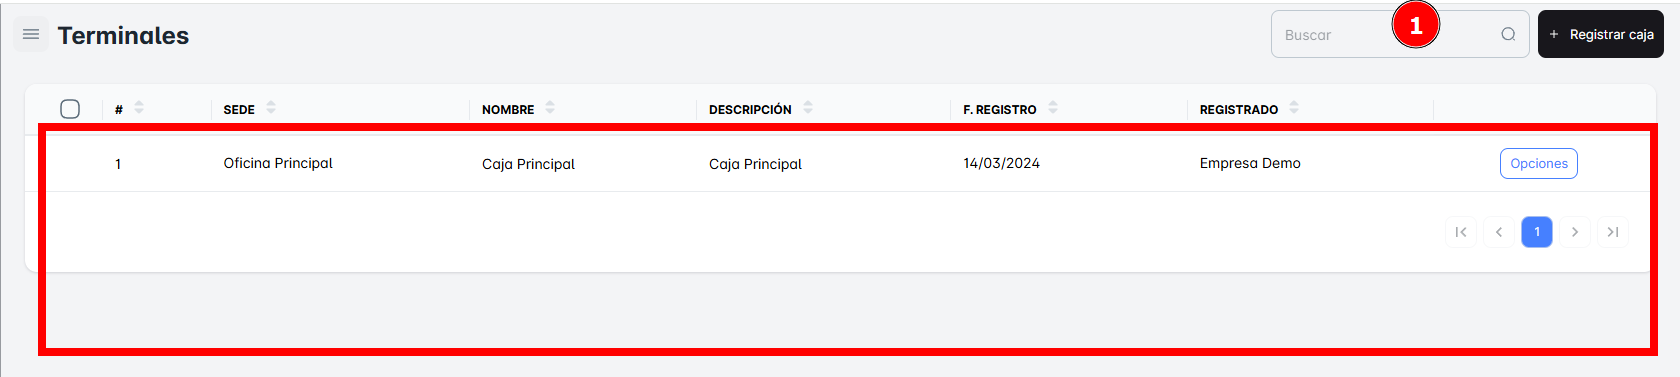 Terminales
Buscar
1
+ Registrar caja
# SEDE NOMBRE DESCRIPCIÓN F. REGISTRO REGISTRADO
1 Oficina Principal Caja Principal Caja Principal 14/03/2024 Empresa Demo Opciones
1